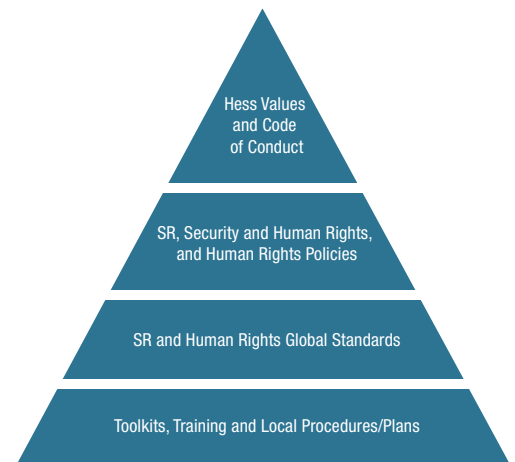 Hess Values
and Code
of Conduct
SR, Security and Human Rights,
and Human Rights Policies
SR and Human Rights Global Standards
Toolkits, Training and Local Procedures/Plans